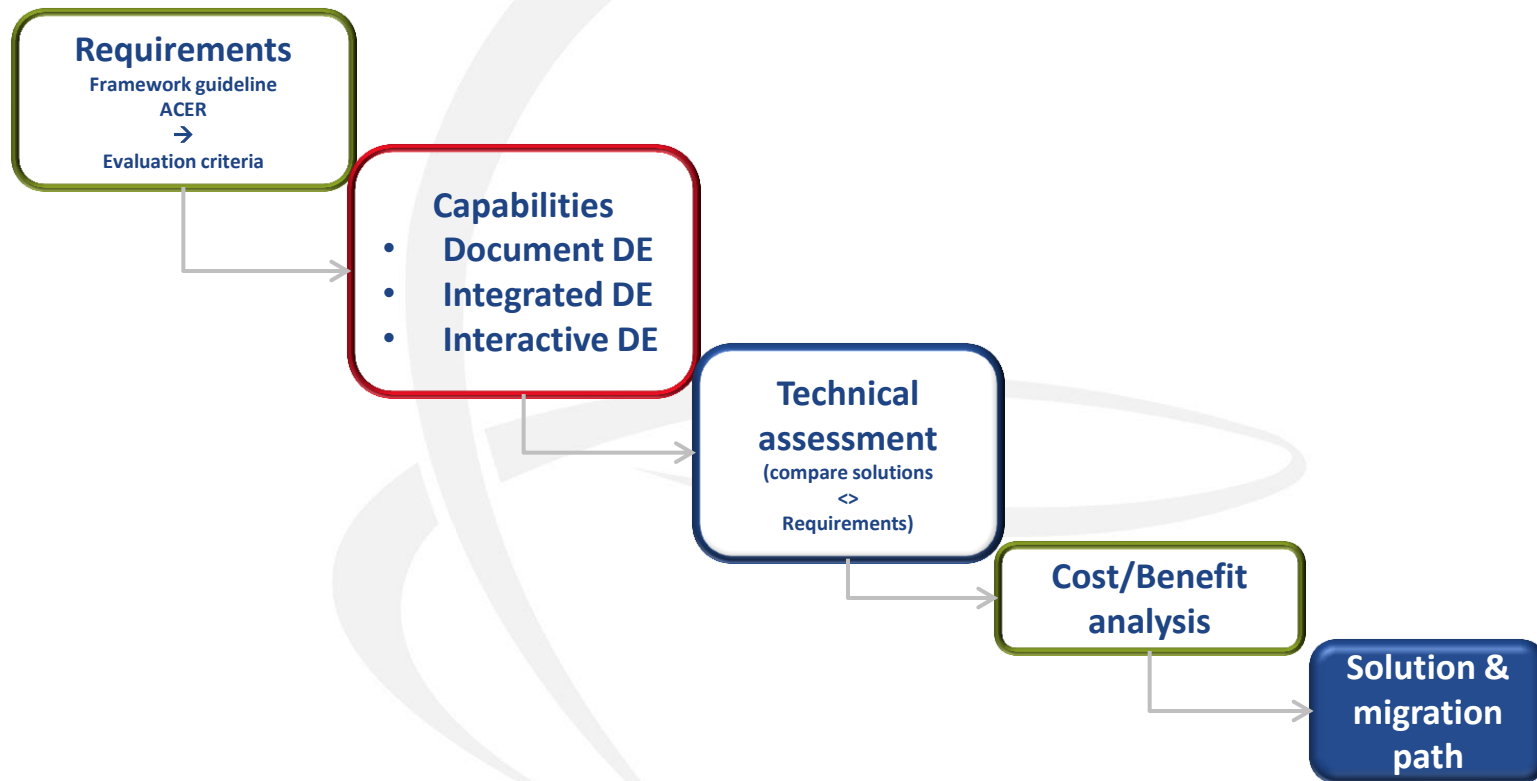 Requirements
Framework guideline
ACER
→
Evaluation criteria
Capabilities
• Document DE
• Integrated DE
• Interactive DE
Technical
assessment
(compare solutions
<>
Requirements)
Cost/Benefit
analysis
Solution &
migration
path